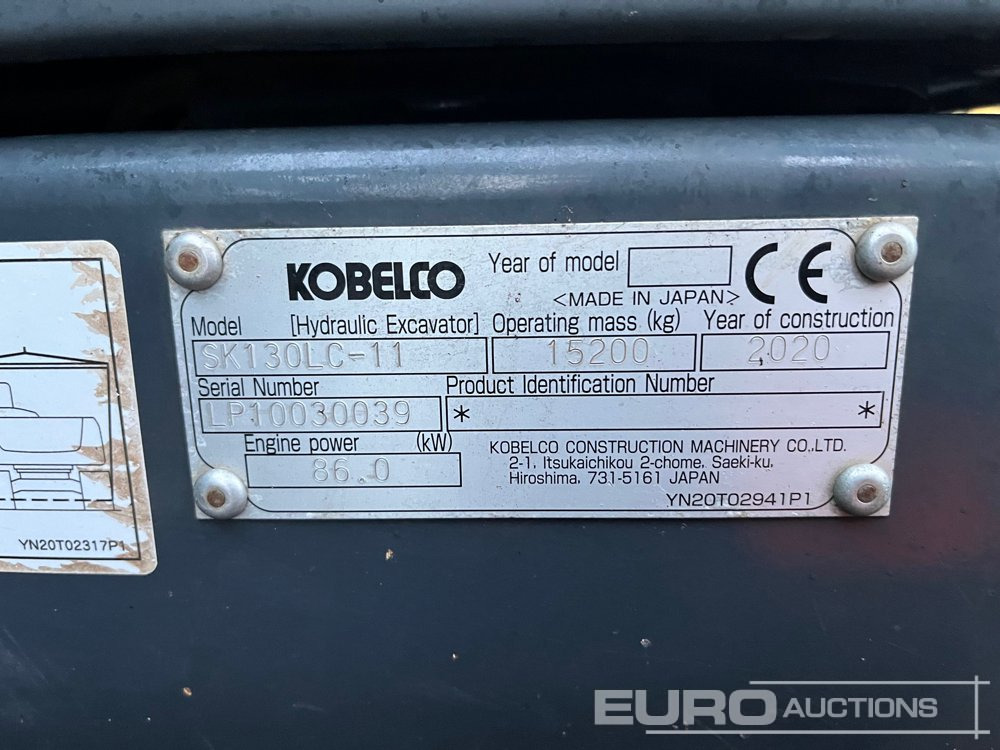 KOBELCO
Year of model
CE
<MADE IN JAPAN>
Model [Hydraulic Excavator] Operating mass (kg) Year of construction
SK130LC-11 15200 2020
Serial Number Product Identification Number
LP10030039 * *
Engine power (kW)
86.0
KOBELCO CONSTRUCTION MACHINERY CO.,LTD.
2-1, Itsukaichikou 2-chome, Saeki-ku,
Hiroshima, 731-5161 JAPAN
YN20T02941P1
YN20T02317P1
EURO AUCTIONS